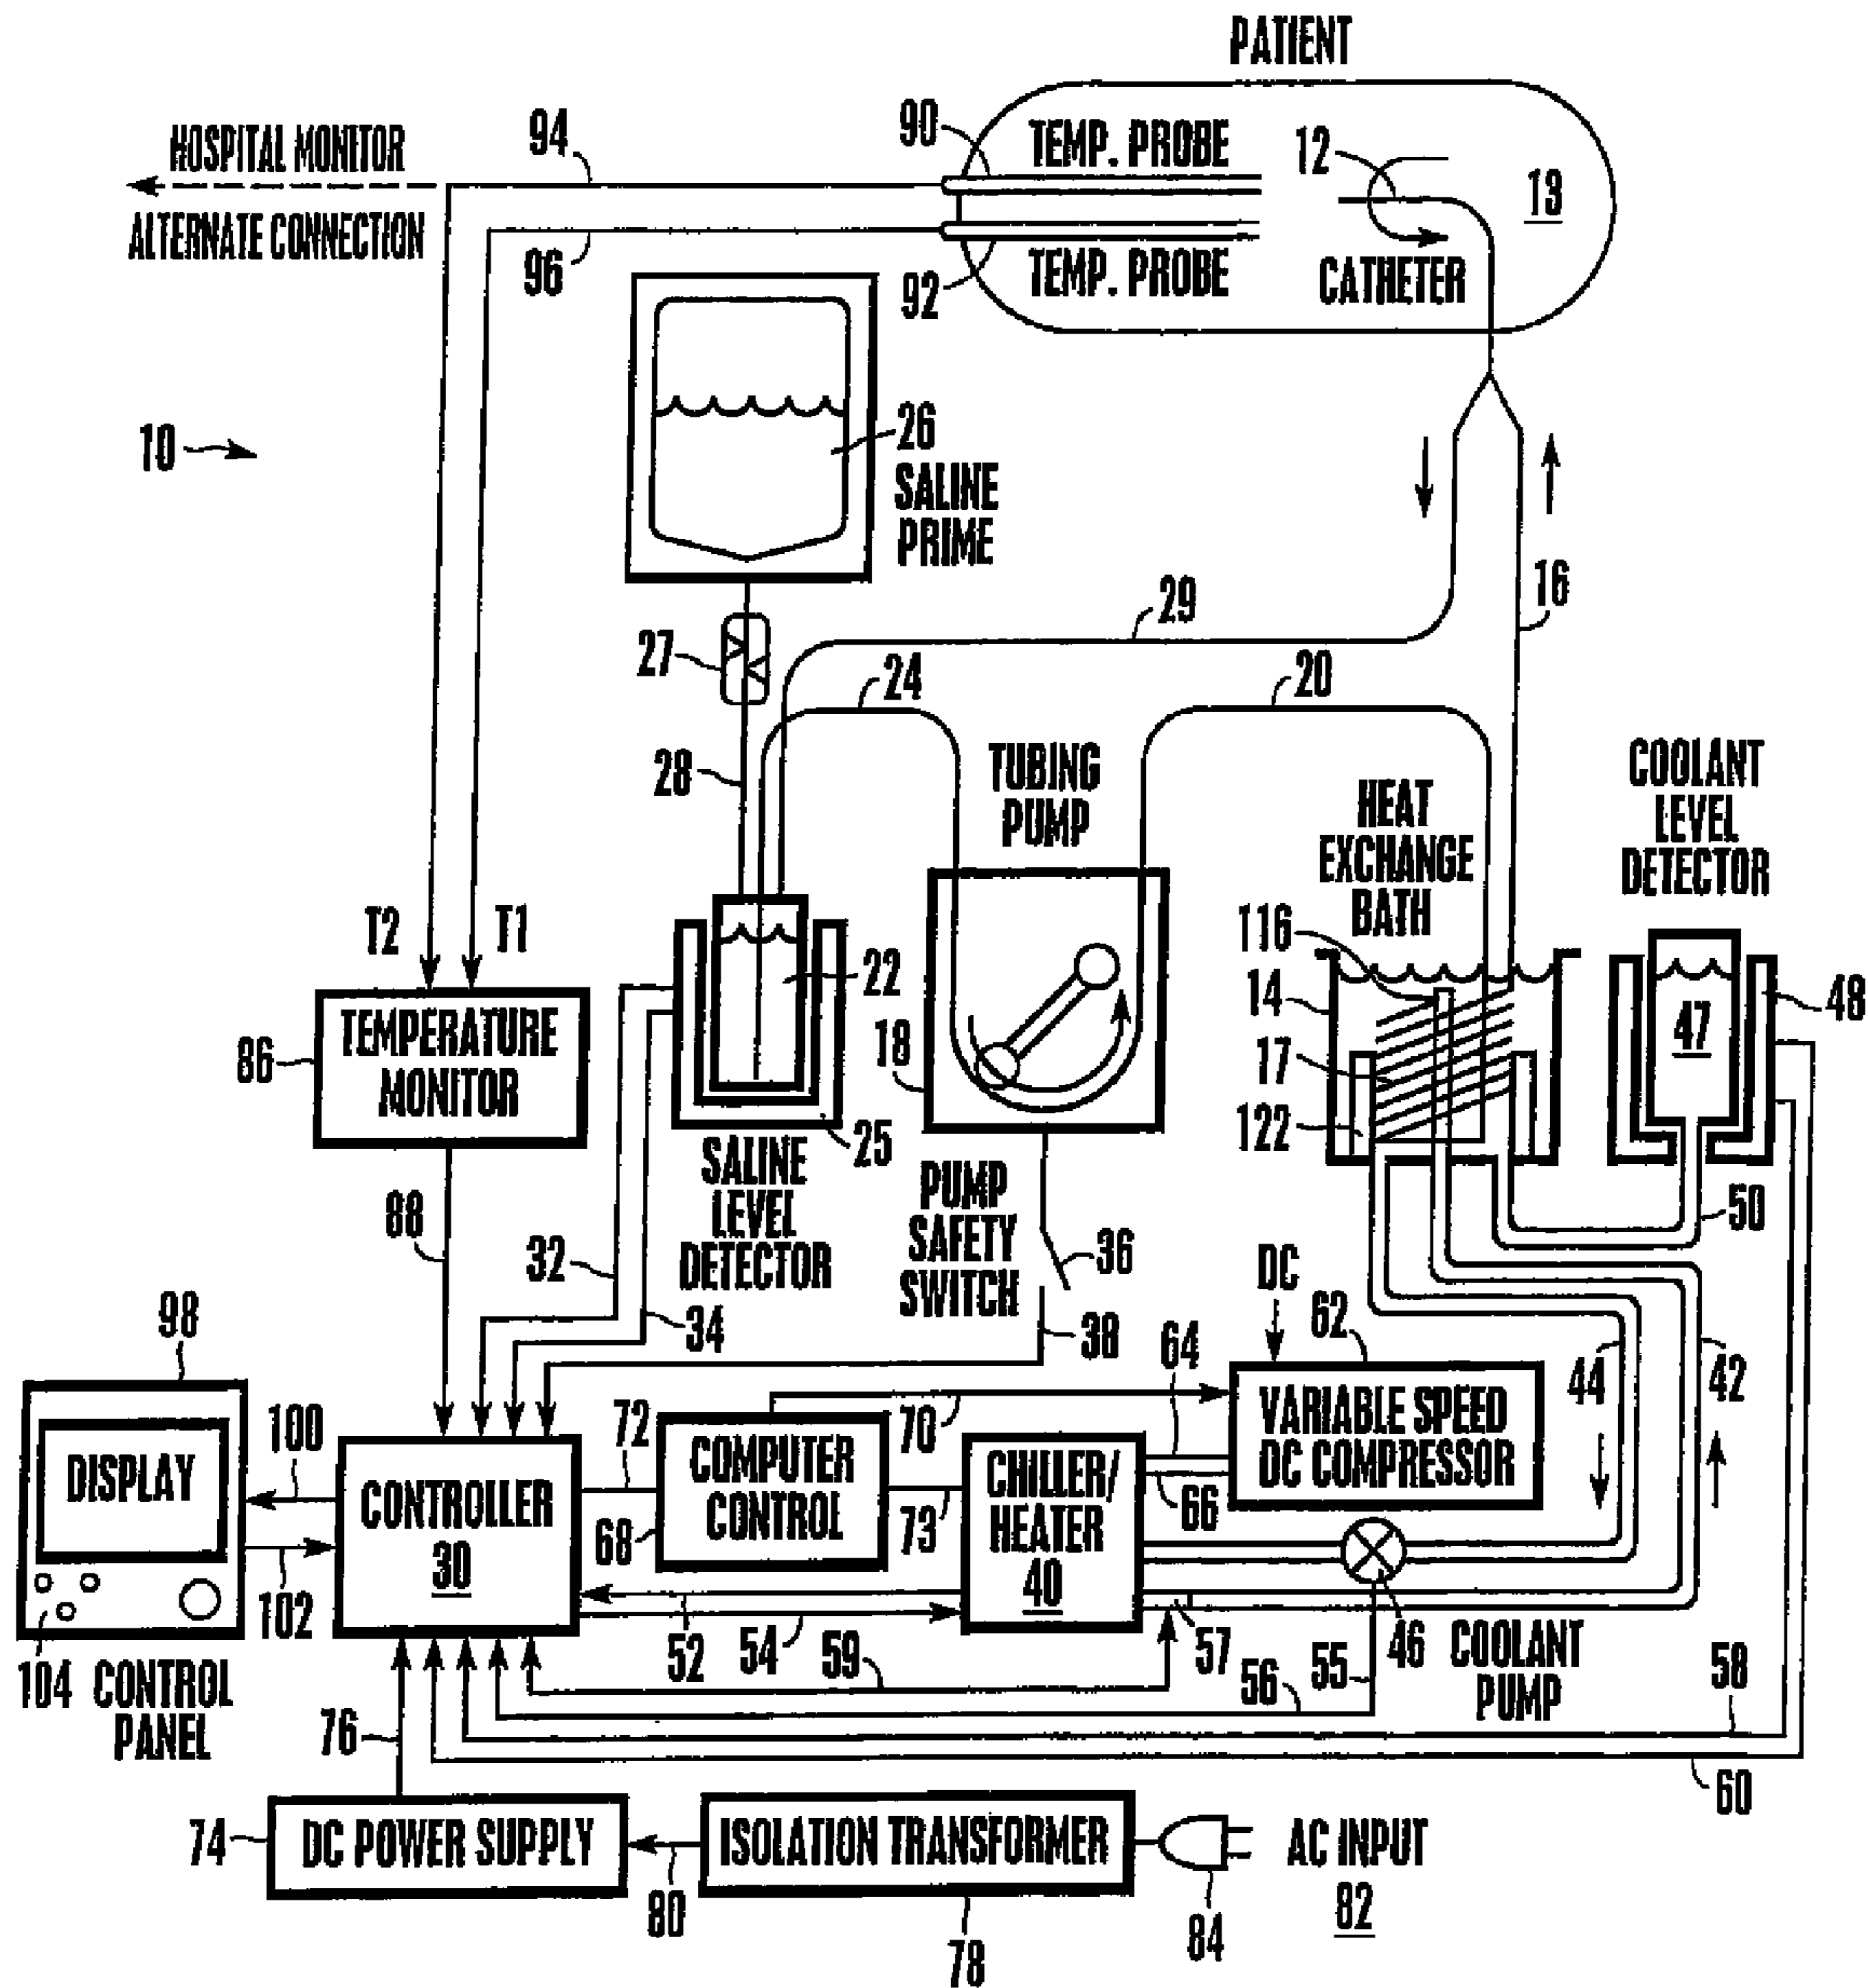 PATIENT
HOSPITAL MONITOR
ALTERNATE CONNECTION
94
96
90
TEMP. PROBE
92
TEMP. PROBE
12
13
CATHETER
10
26
SALINE
PRIME
27
28
29
16
24
20
TUBING
PUMP
HEAT
EXCHANGE
BATH
COOLANT
LEVEL
DETECTOR
T2
T1
22
116
14
48
47
18
17
122
TEMPERATURE
MONITOR
86
25
SALINE
LEVEL
DETECTOR
PUMP
SAFETY
SWITCH
50
88
32
34
36
38
DC
62
64
44
42
98
100
72
70
VARIABLE SPEED
DC COMPRESSOR
DISPLAY
CONTROLLER
30
COMPUTER
CONTROL
68
73
CHILLER/
HEATER
40
66
102
104
CONTROL
PANEL
52
54
59
57
46
55
56
COOLANT
PUMP
58
76
60
74
DC POWER SUPPLY
80
ISOLATION TRANSFORMER
78
84
AC INPUT
82